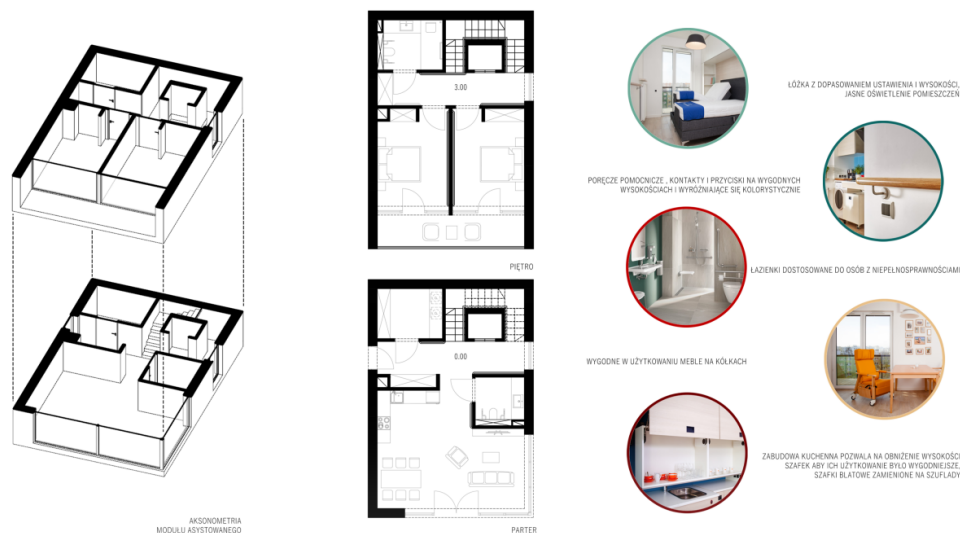 3.00
PIĘTRO
0.00
PARTER
AKSONOMETRIA
MODUŁU ASYSTOWANEGO
ŁÓŻKA Z DOPASOWANIEM USTAWIENIA I WYSOKOŚCI,
JASNE OŚWIETLENIE POMIESZCZEŃ
PORĘCZE POMOCNICZE , KONTAKTY I PRZYCISKI NA WYGODNYCH
WYSOKOŚCIACH I WYRÓŻNIAJĄCE SIĘ KOLORYSTYCZNIE
ŁAZIENKI DOSTOSOWANE DO OSÓB Z NIEPEŁNOSPRAWNOŚCIAMI
WYGODNE W UŻYTKOWANIU MEBLE NA KÓŁKACH
ZABUDOWA KUCHENNA POZWALA NA OBNIŻENIE WYSOKOŚCI
SZAFEK ABY ICH UŻYTKOWANIE BYŁO WYGODNIEJSZE,
SZAFKI BLATOWE ZAMIENIONE NA SZUFLADY